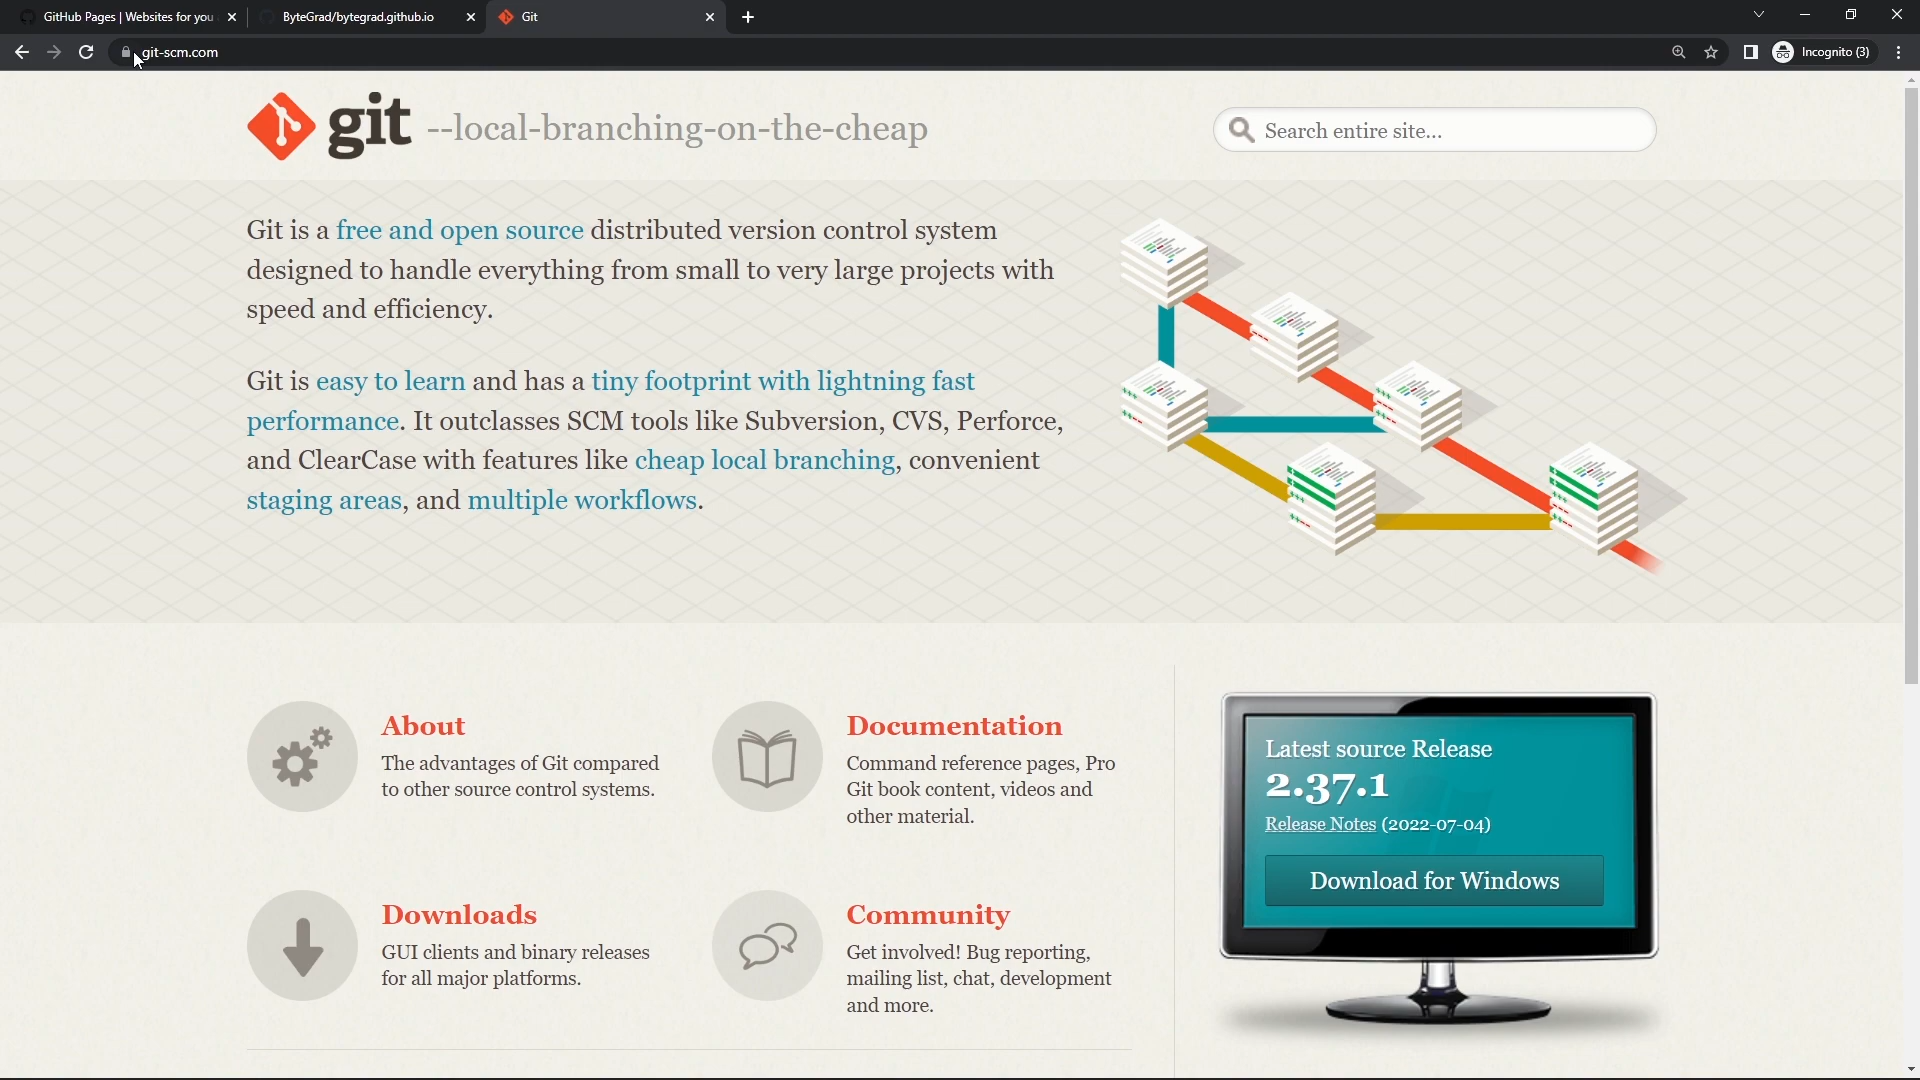 GitHub Pages | Websites for you
ByteGrad/bytegrad.github.io
Git
git-scm.com
Incognito (3)
git --local-branching-on-the-cheap
Search entire site...
Git is a free and open source distributed version control system
designed to handle everything from small to very large projects with
speed and efficiency.
Git is easy to learn and has a tiny footprint with lightning fast
performance. It outclasses SCM tools like Subversion, CVS, Perforce,
and ClearCase with features like cheap local branching, convenient
staging areas, and multiple workflows.
About
The advantages of Git compared
to other source control systems.
Documentation
Command reference pages, Pro
Git book content, videos and
other material.
Downloads
GUI clients and binary releases
for all major platforms.
Community
Get involved! Bug reporting,
mailing list, chat, development
and more.
Latest source Release
2.37.1
Release Notes (2022-07-04)
Download for Windows